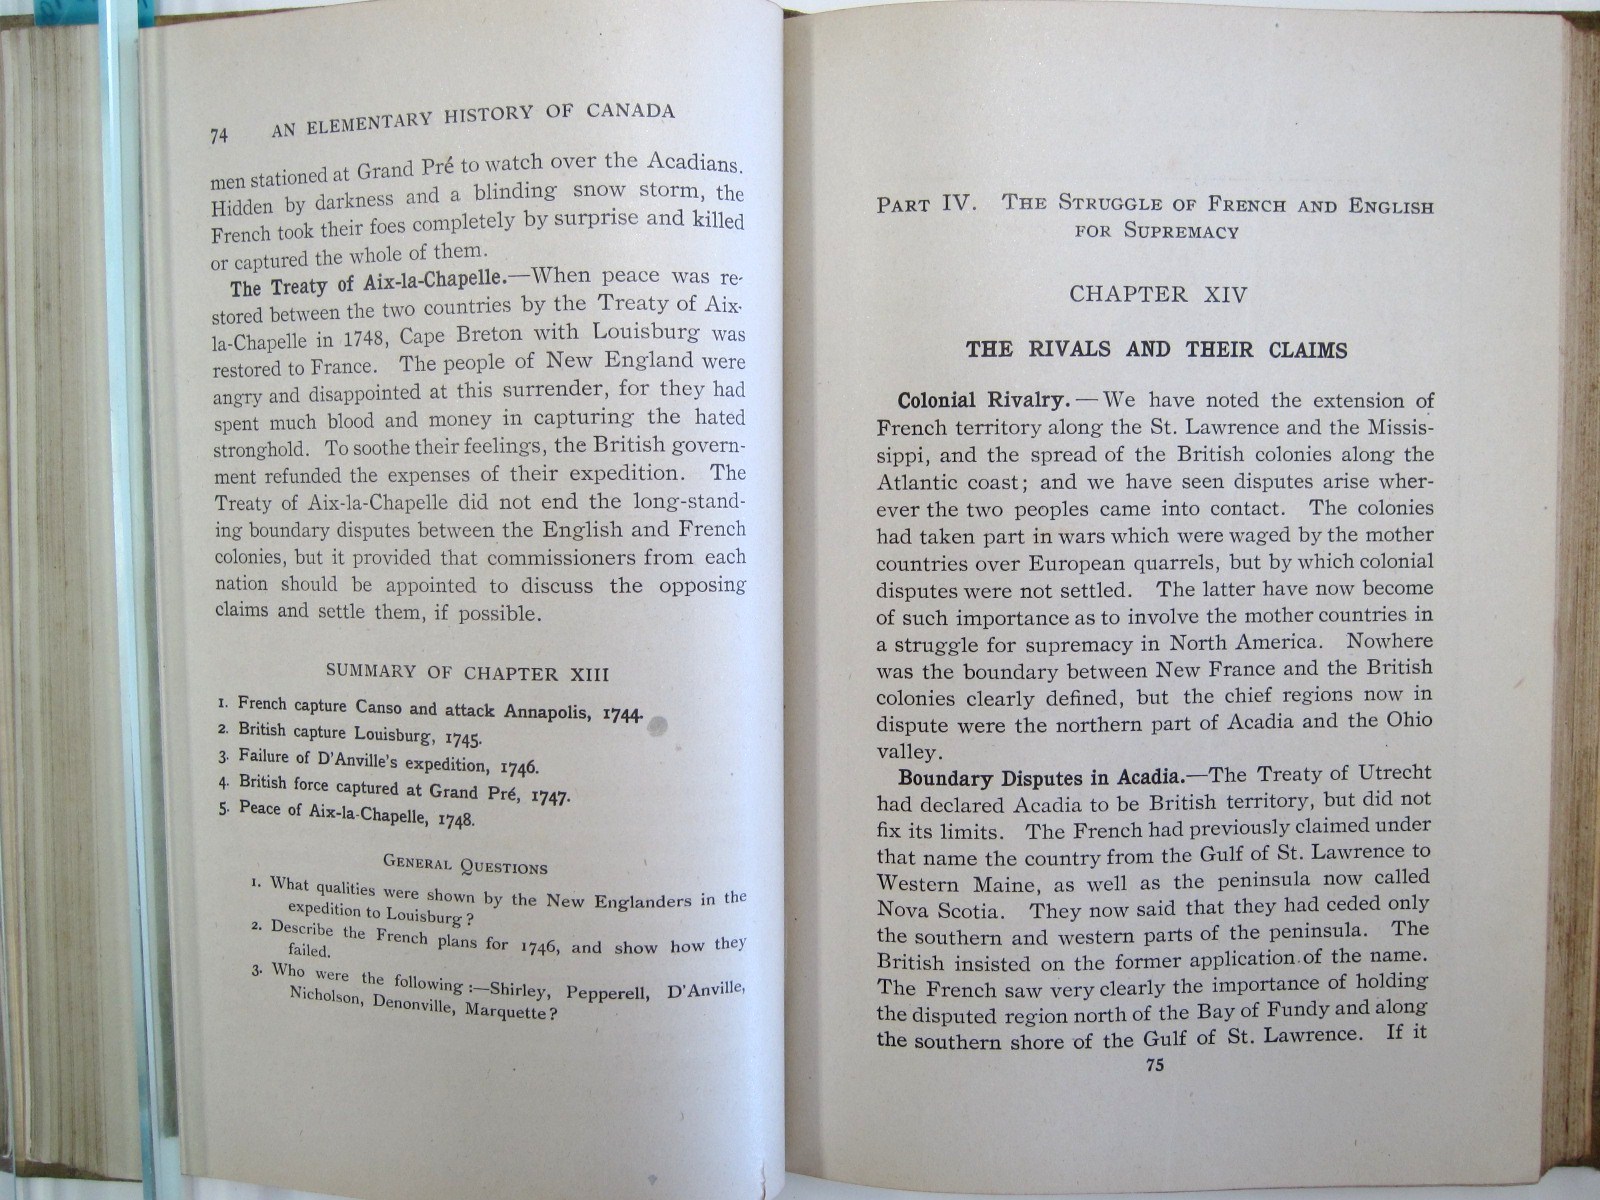 74 AN ELEMENTARY HISTORY OF CANADA
men stationed at Grand Pré to watch over the Acadians.
Hidden by darkness and a blinding snow storm, the
French took their foes completely by surprise and killed
or captured the whole of them.
The Treaty of Aix-la-Chapelle.—When peace was re-
stored between the two countries by the Treaty of Aix-
la-Chapelle in 1748, Cape Breton with Louisburg was
restored to France. The people of New England were
angry and disappointed at this surrender, for they had
spent much blood and money in capturing the hated
stronghold. To soothe their feelings, the British govern-
ment refunded the expenses of their expedition. The
Treaty of Aix-la-Chapelle did not end the long-stand-
ing boundary disputes between the English and French
colonies, but it provided that commissioners from each
nation should be appointed to discuss the opposing
claims and settle them, if possible.
SUMMARY OF CHAPTER XIII
1. French capture Canso and attack Annapolis, 1744.
2. British capture Louisburg, 1745.
3. Failure of D'Anville's expedition, 1746.
4. British force captured at Grand Pré, 1747.
5. Peace of Aix-la-Chapelle, 1748.
GENERAL QUESTIONS
1. What qualities were shown by the New Englanders in the
expedition to Louisburg?
2. Describe the French plans for 1746, and show how they
failed.
3. Who were the following:—Shirley, Pepperell, D'Anville,
Nicholson, Denonville, Marquette?
PART IV. THE STRUGGLE OF FRENCH AND ENGLISH
FOR SUPREMACY
CHAPTER XIV
THE RIVALS AND THEIR CLAIMS
Colonial Rivalry.—We have noted the extension of
French territory along the St. Lawrence and the Missis-
sippi, and the spread of the British colonies along the
Atlantic coast; and we have seen disputes arise wher-
ever the two peoples came into contact. The colonies
had taken part in wars which were waged by the mother
countries over European quarrels, but by which colonial
disputes were not settled. The latter have now become
of such importance as to involve the mother countries in
a struggle for supremacy in North America. Nowhere
was the boundary between New France and the British
colonies clearly defined, but the chief regions now in
dispute were the northern part of Acadia and the Ohio
valley.
Boundary Disputes in Acadia.—The Treaty of Utrecht
had declared Acadia to be British territory, but did not
fix its limits. The French had previously claimed under
that name the country from the Gulf of St. Lawrence to
Western Maine, as well as the peninsula now called
Nova Scotia. They now said that they had ceded only
the southern and western parts of the peninsula. The
British insisted on the former application of the name.
The French saw very clearly the importance of holding
the disputed region north of the Bay of Fundy and along
the southern shore of the Gulf of St. Lawrence. If it
75